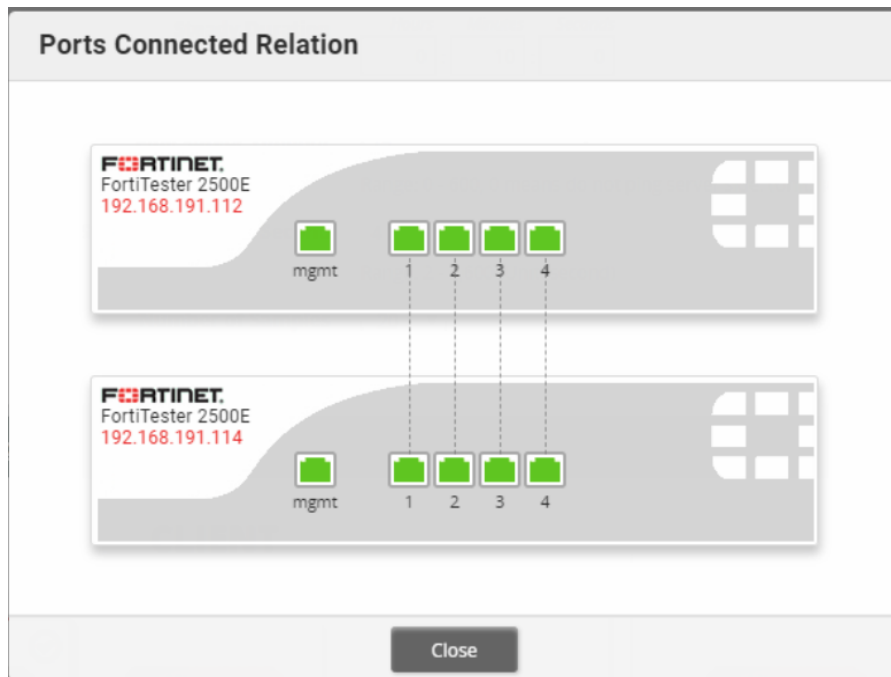 Ports Connected Relation
FORTINET.
FortiTester 2500E
192.168.191.112
mgmt 1 2 3 4
FORTINET.
FortiTester 2500E
192.168.191.114
mgmt 1 2 3 4
Close